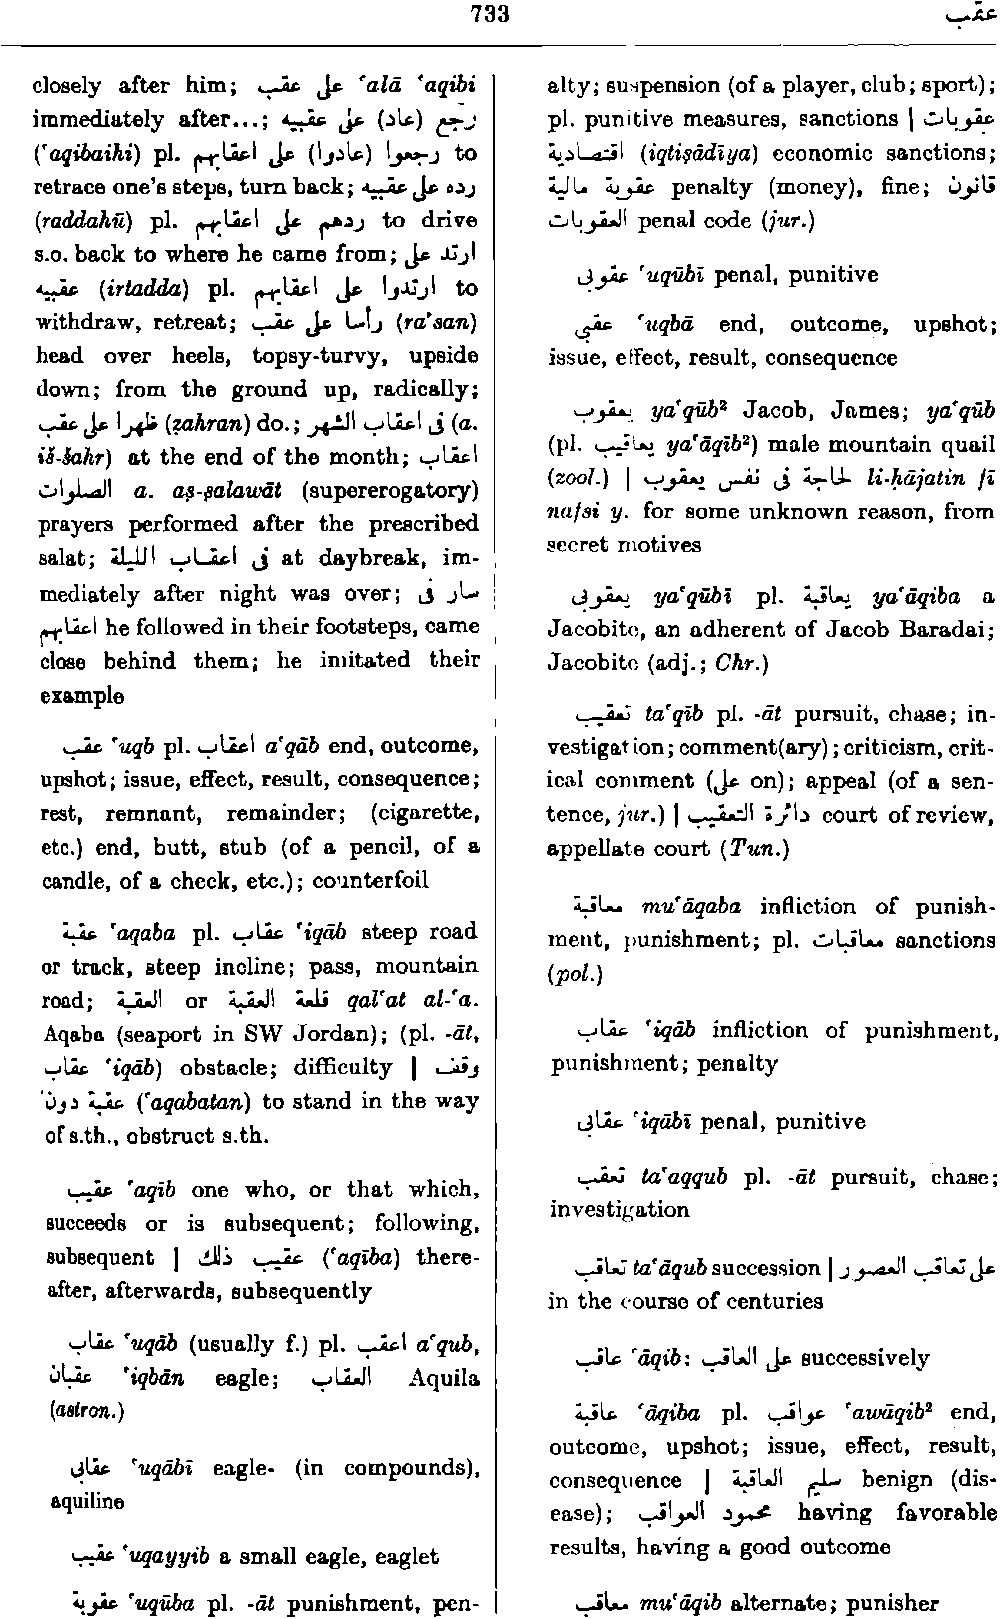 733
عقب
closely after him; على عقب ʿalā ʿaqibi
immediately after...; رجع (عاد) على عقبيه
(ʿaqibaihi) pl. رجعوا (عادوا) على اعقابهم to
retrace one's steps, turn back; رده على عقبيه
(raddahū) pl. ردهم على اعقابهم to drive
s.o. back to where he came from; ارتد على
عقبيه (irtadda) pl. ارتدوا على اعقابهم to
withdraw, retreat; رأسا على عقب (raʾsan)
head over heels, topsy-turvy, upside
down; from the ground up, radically;
ظهرا على عقب (ẓahran) do.; فى اعقاب الشهر (a.
iš-šahr) at the end of the month; اعقاب
الصلوات a. aṣ-ṣalawāt (supererogatory)
prayers performed after the prescribed
salat; فى اعقاب الليلة at daybreak, im-
mediately after night was over; سار فى
اعقابهم he followed in their footsteps, came
close behind them; he imitated their
example
عقب ʿuqb pl. اعقاب aʿqāb end, outcome,
upshot; issue, effect, result, consequence;
rest, remnant, remainder; (cigarette,
etc.) end, butt, stub (of a pencil, of a
candle, of a check, etc.); counterfoil
عقبة ʿaqaba pl. عقاب ʿiqāb steep road
or track, steep incline; pass, mountain
road; العقبة or قلعة العقبة qalʿat al-ʿa.
Aqaba (seaport in SW Jordan); (pl. -āt,
عقاب ʿiqāb) obstacle; difficulty | وقف
عقبة دون (ʿaqabatan) to stand in the way
of s.th., obstruct s.th.
عقيب ʿaqīb one who, or that which,
succeeds or is subsequent; following,
subsequent | عقيب ذلك (ʿaqība) there-
after, afterwards, subsequently
عقاب ʿuqāb (usually f.) pl. اعقب aʿqub,
عقبان ʿiqbān eagle; العقاب Aquila
(astron.)
عقابى ʿuqābī eagle- (in compounds),
aquiline
عقيب ʿuqayyib a small eagle, eaglet
عقوبة ʿuqūba pl. -āt punishment, pen-
alty; suspension (of a player, club; sport);
pl. punitive measures, sanctions | عقوبات
اقتصادية (iqtiṣādīya) economic sanctions;
عقوبة مالية penalty (money), fine; قانون
العقوبات penal code (jur.)
عقوبى ʿuqūbī penal, punitive
عقبى ʿuqbā end, outcome, upshot;
issue, effect, result, consequence
يعقوب yaʿqūb² Jacob, James; yaʿqūb
(pl. يعاقيب yaʿāqīb²) male mountain quail
(zool.) | لحاجة فى نفس يعقوب li-ḥājatin fī
nafsi y. for some unknown reason, from
secret motives
يعقوبى yaʿqūbī pl. يعاقبة yaʿāqiba a
Jacobite, an adherent of Jacob Baradai;
Jacobite (adj.; Chr.)
تعقيب taʿqīb pl. -āt pursuit, chase; in-
vestigation; comment(ary); criticism, crit-
ical comment (على on); appeal (of a sen-
tence, jur.) | دائرة التعقيب court of review,
appellate court (Tun.)
معاقبة muʿāqaba infliction of punish-
ment, punishment; pl. معاقبات sanctions
(pol.)
عقاب ʿiqāb infliction of punishment,
punishment; penalty
عقابى ʿiqābī penal, punitive
تعقب taʿaqqub pl. -āt pursuit, chase;
investigation
تعاقب taʿāqub succession | على تعاقب العصور
in the course of centuries
عاقب ʿāqib: على العاقب successively
عاقبة ʿāqiba pl. عواقب ʿawāqib² end,
outcome, upshot; issue, effect, result,
consequence | سليم العاقبة benign (dis-
ease); محمود العواقب having favorable
results, having a good outcome
معاقب muʿāqib alternate; punisher